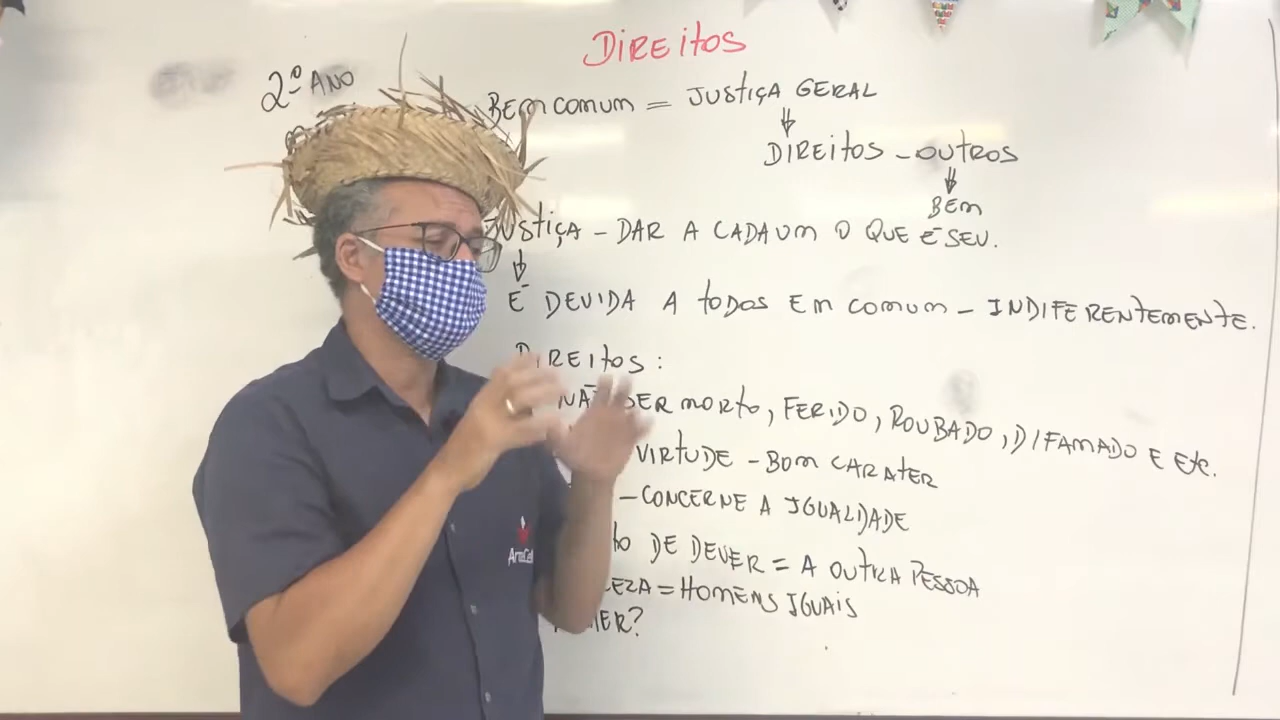 DIREITOS
2º ANO
BEM COMUM = JUSTIÇA GERAL
DIREITOS - OUTROS
BEM
JUSTIÇA - DAR A CADA UM O QUE É SEU.
É DEVIDA A TODOS EM COMUM - INDIFERENTEMENTE.
DIREITOS:
NÃO SER MORTO, FERIDO, ROUBADO, DIFAMADO E ETC.
VIRTUDE - BOM CARATER
- CONCERNE A IGUALDADE
DE DEVER = A OUTRA PESSOA
= HOMENS IGUAIS